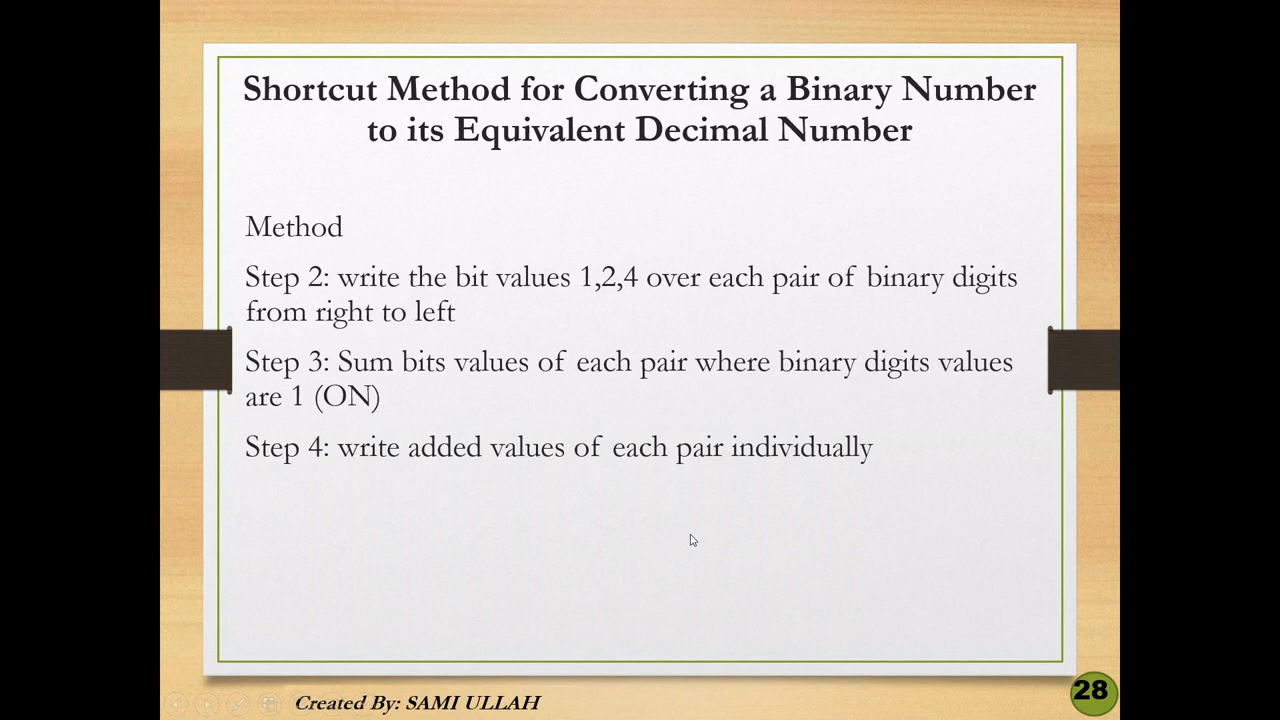 Shortcut Method for Converting a Binary Number
to its Equivalent Decimal Number
Method
Step 2: write the bit values 1,2,4 over each pair of binary digits
from right to left
Step 3: Sum bits values of each pair where binary digits values
are 1 (ON)
Step 4: write added values of each pair individually
Created By: SAMI ULLAH
28